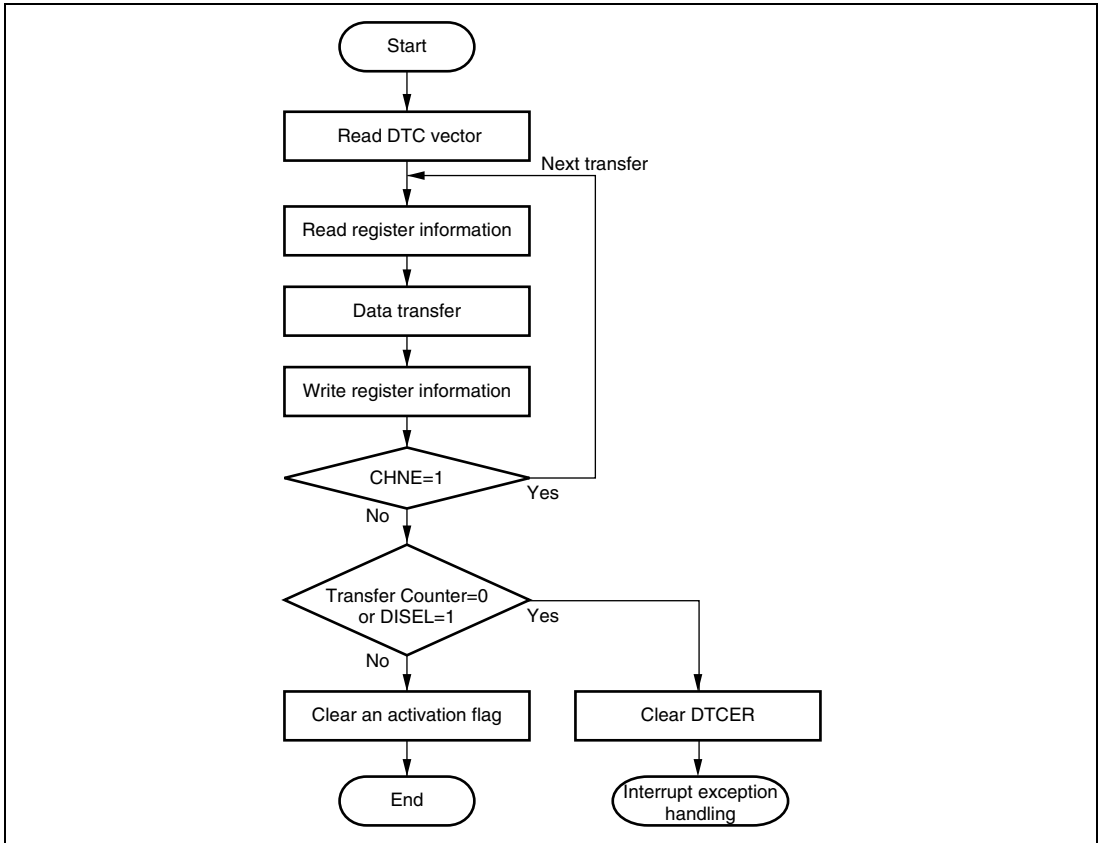 Start
Read DTC vector
Next transfer
Read register information
Data transfer
Write register information
CHNE=1
Yes
No
Transfer Counter=0
or DISEL=1
Yes
No
Clear an activation flag
Clear DTCER
End
Interrupt exception
handling